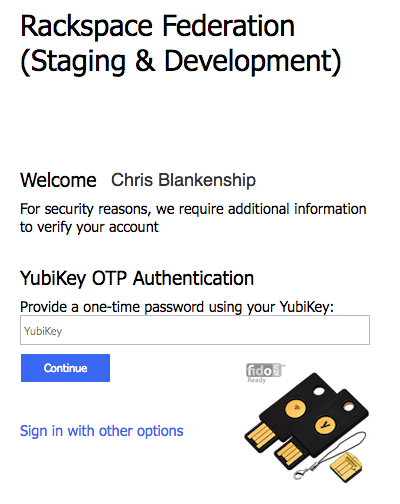 Rackspace Federation
(Staging & Development)
Welcome Chris Blankenship
For security reasons, we require additional information
to verify your account
YubiKey OTP Authentication
Provide a one-time password using your YubiKey:
YubiKey
Continue
fido
Ready
Sign in with other options